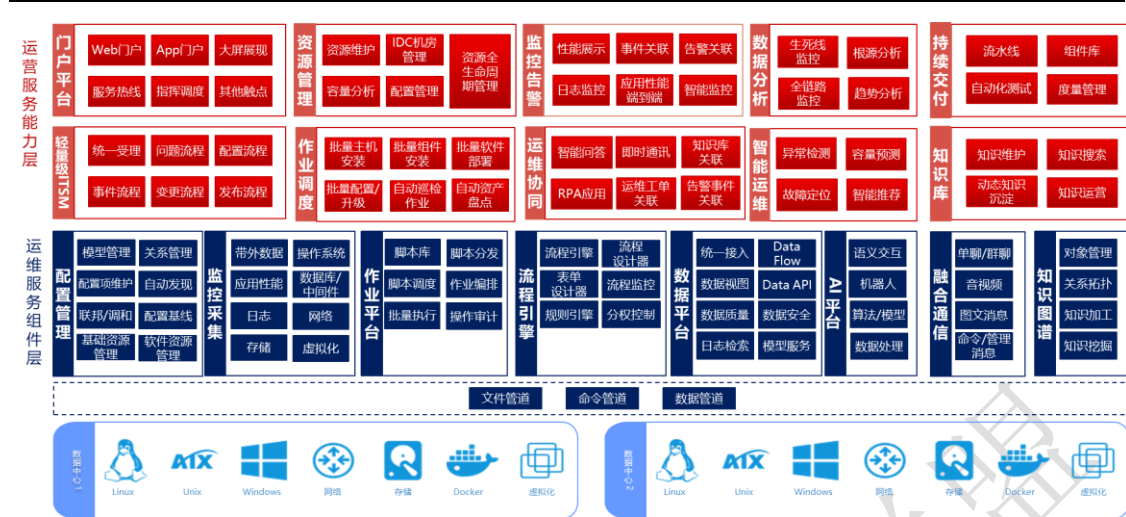 运营服务能力层
门户平台
Web门户
App门户
大屏展现
服务热线
指挥调度
其他触点
资源管理
资源维护
IDC机房
管理
容量分析
配置管理
资源全
生命周
期管理
监控告警
性能展示
事件关联
告警关联
日志监控
应用性能
端到端
智能监控
数据分析
生死线
监控
根源分析
全链路
监控
趋势分析
持续交付
流水线
组件库
自动化测试
度量管理
轻量级ITSM
统一受理
问题流程
配置流程
事件流程
变更流程
发布流程
作业调度
批量主机
安装
批量组件
安装
批量软件
部署
批量配置/
升级
自动巡检
作业
自动资产
盘点
运维协同
智能问答
即时通讯
知识库
关联
RPA应用
运维工单
关联
告警事件
关联
智能运维
异常检测
容量预测
故障定位
智能推荐
知识库
知识维护
知识搜索
动态知识
沉淀
知识运营
运维服务组件层
配置管理
模型管理
关系管理
配置项维护
自动发现
联邦/调和
配置基线
基础资源
管理
软件资源
管理
监控采集
带外数据
操作系统
应用性能
数据库/
中间件
日志
网络
存储
虚拟化
作业平台
脚本库
脚本分发
脚本调度
作业编排
批量执行
操作审计
流程引擎
流程引擎
流程
设计器
表单
设计器
流程监控
规则引擎
分权控制
数据平台
统一接入
Data
Flow
数据视图
Data API
数据质量
数据安全
日志检索
模型服务
AI平台
语义交互
机器人
算法/模型
数据处理
融合通信
单聊/群聊
音视频
图文消息
命令/管理
消息
知识图谱
对象管理
关系拓扑
知识加工
知识挖掘
文件管道
命令管道
数据管道
数据中心1
Linux
AIX
Unix
Windows
网络
存储
Docker
虚拟化
数据中心2
Linux
AIX
Unix
Windows
网络
存储
Docker
虚拟化